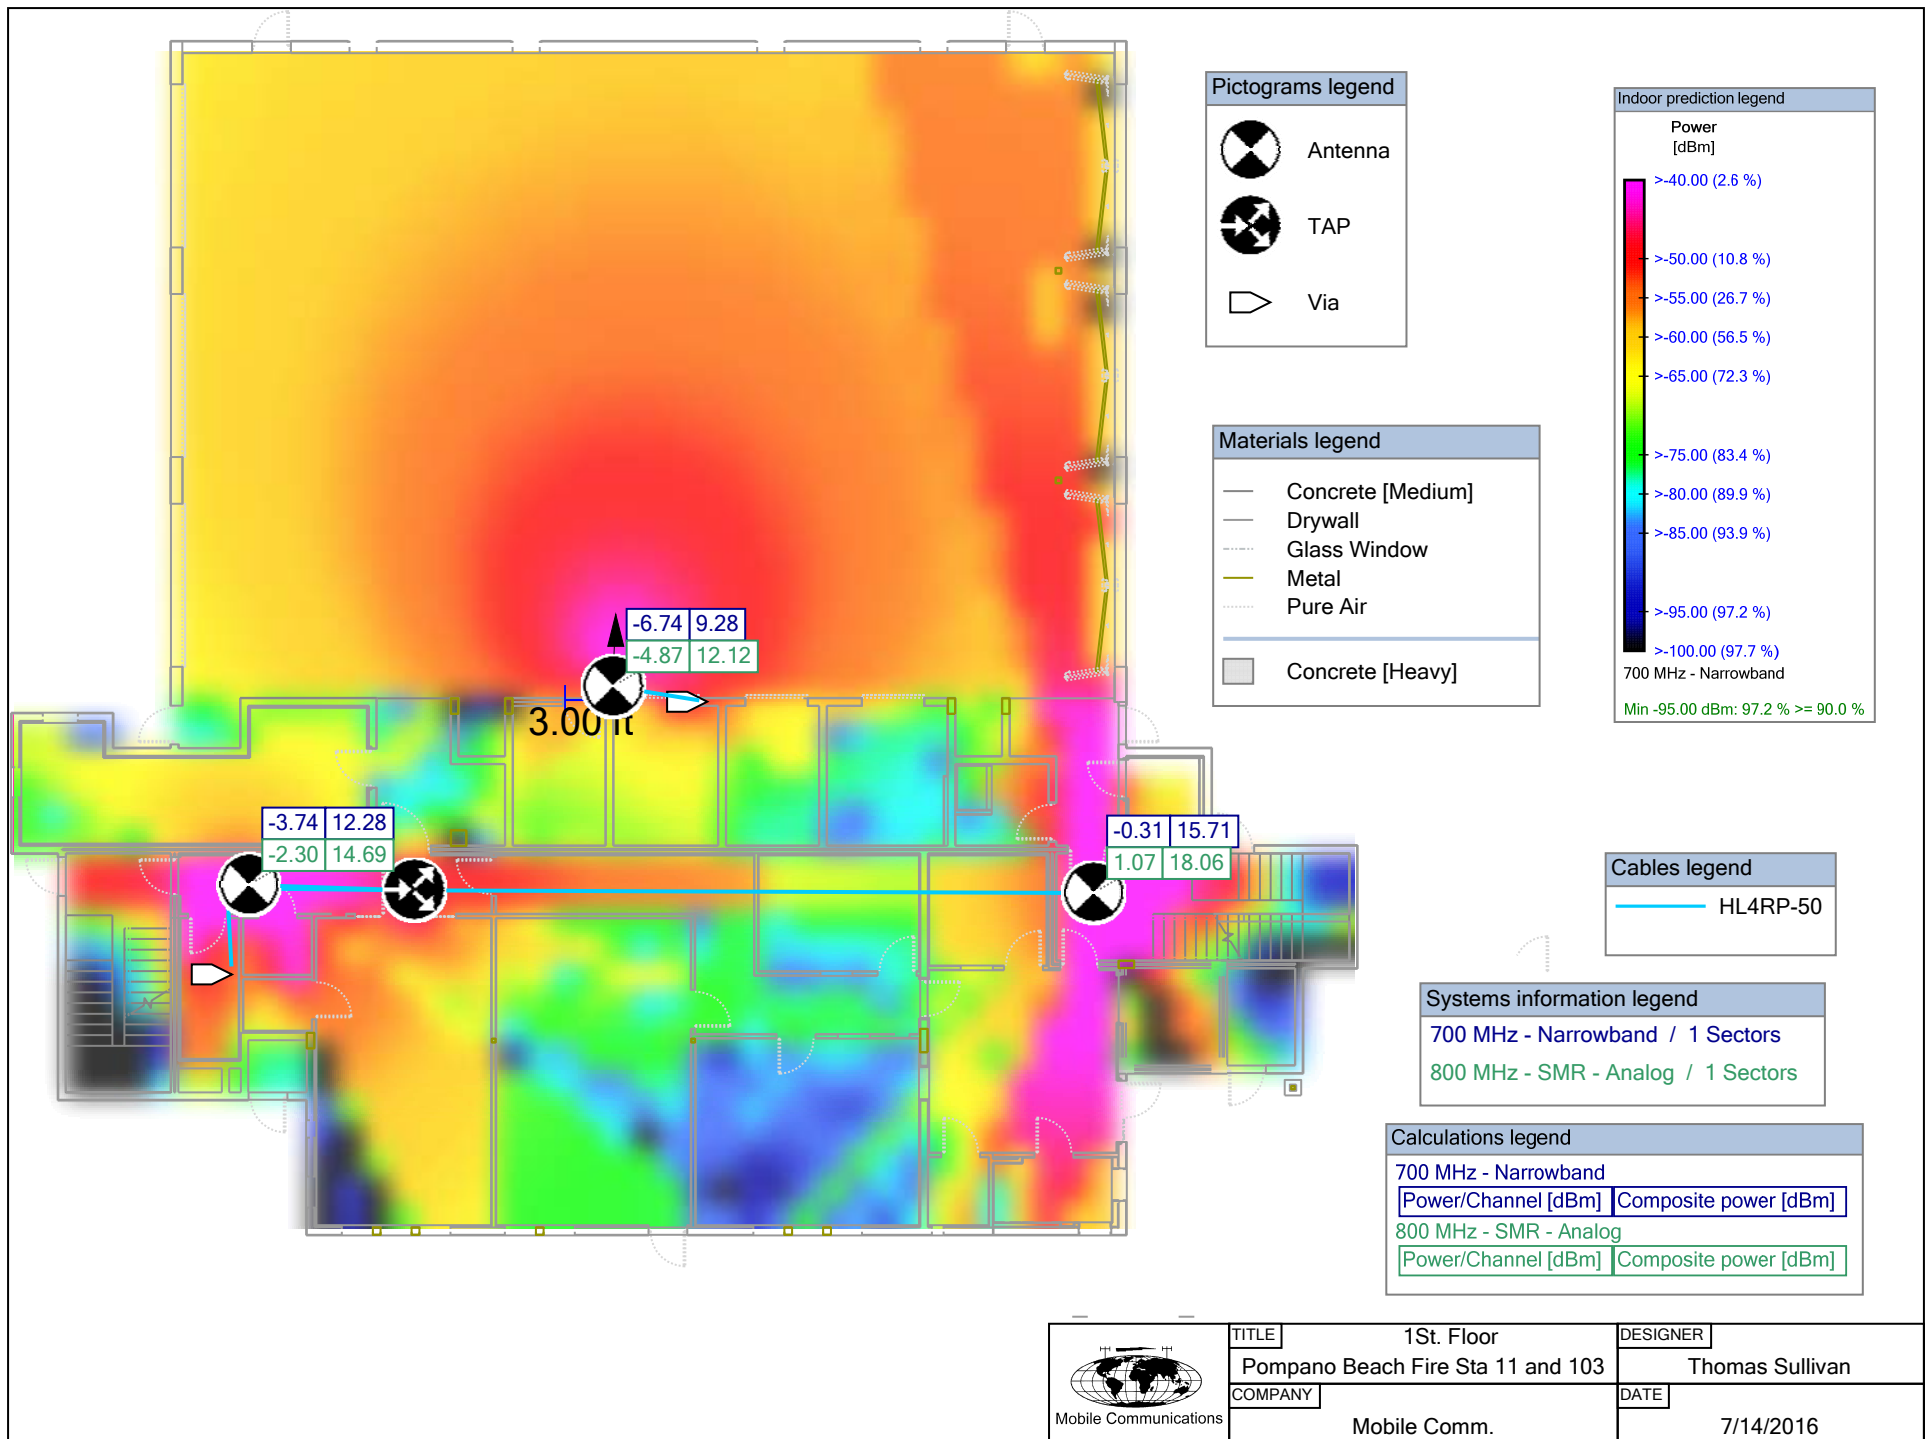 Pictograms legend
Antenna
TAP
Via
Indoor prediction legend
Power
[dBm]
>-40.00 (2.6 %)
>-50.00 (10.8 %)
>-55.00 (26.7 %)
>-60.00 (56.5 %)
>-65.00 (72.3 %)
>-75.00 (83.4 %)
>-80.00 (89.9 %)
>-85.00 (93.9 %)
>-95.00 (97.2 %)
>-100.00 (97.7 %)
700 MHz - Narrowband
Min -95.00 dBm: 97.2 % >= 90.0 %
Materials legend
Concrete [Medium]
Drywall
Glass Window
Metal
Pure Air
Concrete [Heavy]
-6.74 9.28
-4.87 12.12
3.00 ft
-3.74 12.28
-2.30 14.69
-0.31 15.71
1.07 18.06
Cables legend
HL4RP-50
Systems information legend
700 MHz - Narrowband / 1 Sectors
800 MHz - SMR - Analog / 1 Sectors
Calculations legend
700 MHz - Narrowband
Power/Channel [dBm] Composite power [dBm]
800 MHz - SMR - Analog
Power/Channel [dBm] Composite power [dBm]
Mobile Communications
TITLE
1St. Floor
Pompano Beach Fire Sta 11 and 103
DESIGNER
Thomas Sullivan
COMPANY
Mobile Comm.
DATE
7/14/2016